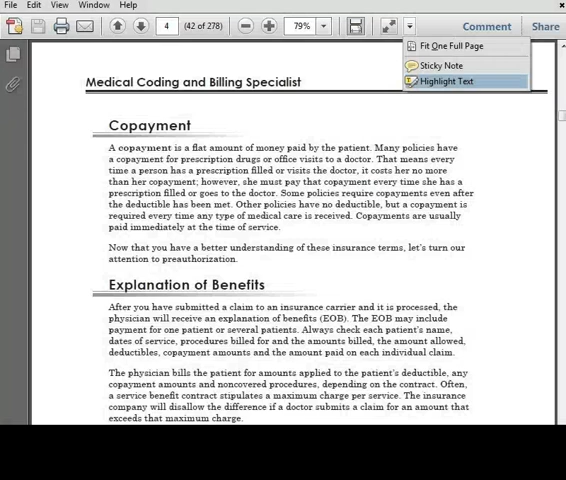 File Edit View Window Help
4 (42 of 278) 79% Comment Share
Fit One Full Page
Sticky Note
Highlight Text
Medical Coding and Billing Specialist
Copayment
A copayment is a flat amount of money paid by the patient. Many policies have
a copayment for prescription drugs or office visits to a doctor. That means every
time a person has a prescription filled or visits the doctor, it costs her no more
than her copayment; however, she must pay that copayment every time she has a
prescription filled or goes to the doctor. Some policies require copayments even after
the deductible has been met. Other policies have no deductible, but a copayment is
required every time any type of medical care is received. Copayments are usually
paid immediately at the time of service.
Now that you have a better understanding of these insurance terms, let's turn our
attention to preauthorization.
Explanation of Benefits
After you have submitted a claim to an insurance carrier and it is processed, the
physician will receive an explanation of benefits (EOB). The EOB may include
payment for one patient or several patients. Always check each patient's name,
dates of service, procedures billed for and the amounts billed, the amount allowed,
deductibles, copayment amounts and the amount paid on each individual claim.
The physician bills the patient for amounts applied to the patient's deductible, any
copayment amounts and noncovered procedures, depending on the contract. Often,
a service benefit contract stipulates a maximum charge per service. The insurance
company will disallow the difference if a doctor submits a claim for an amount that
exceeds that maximum charge.